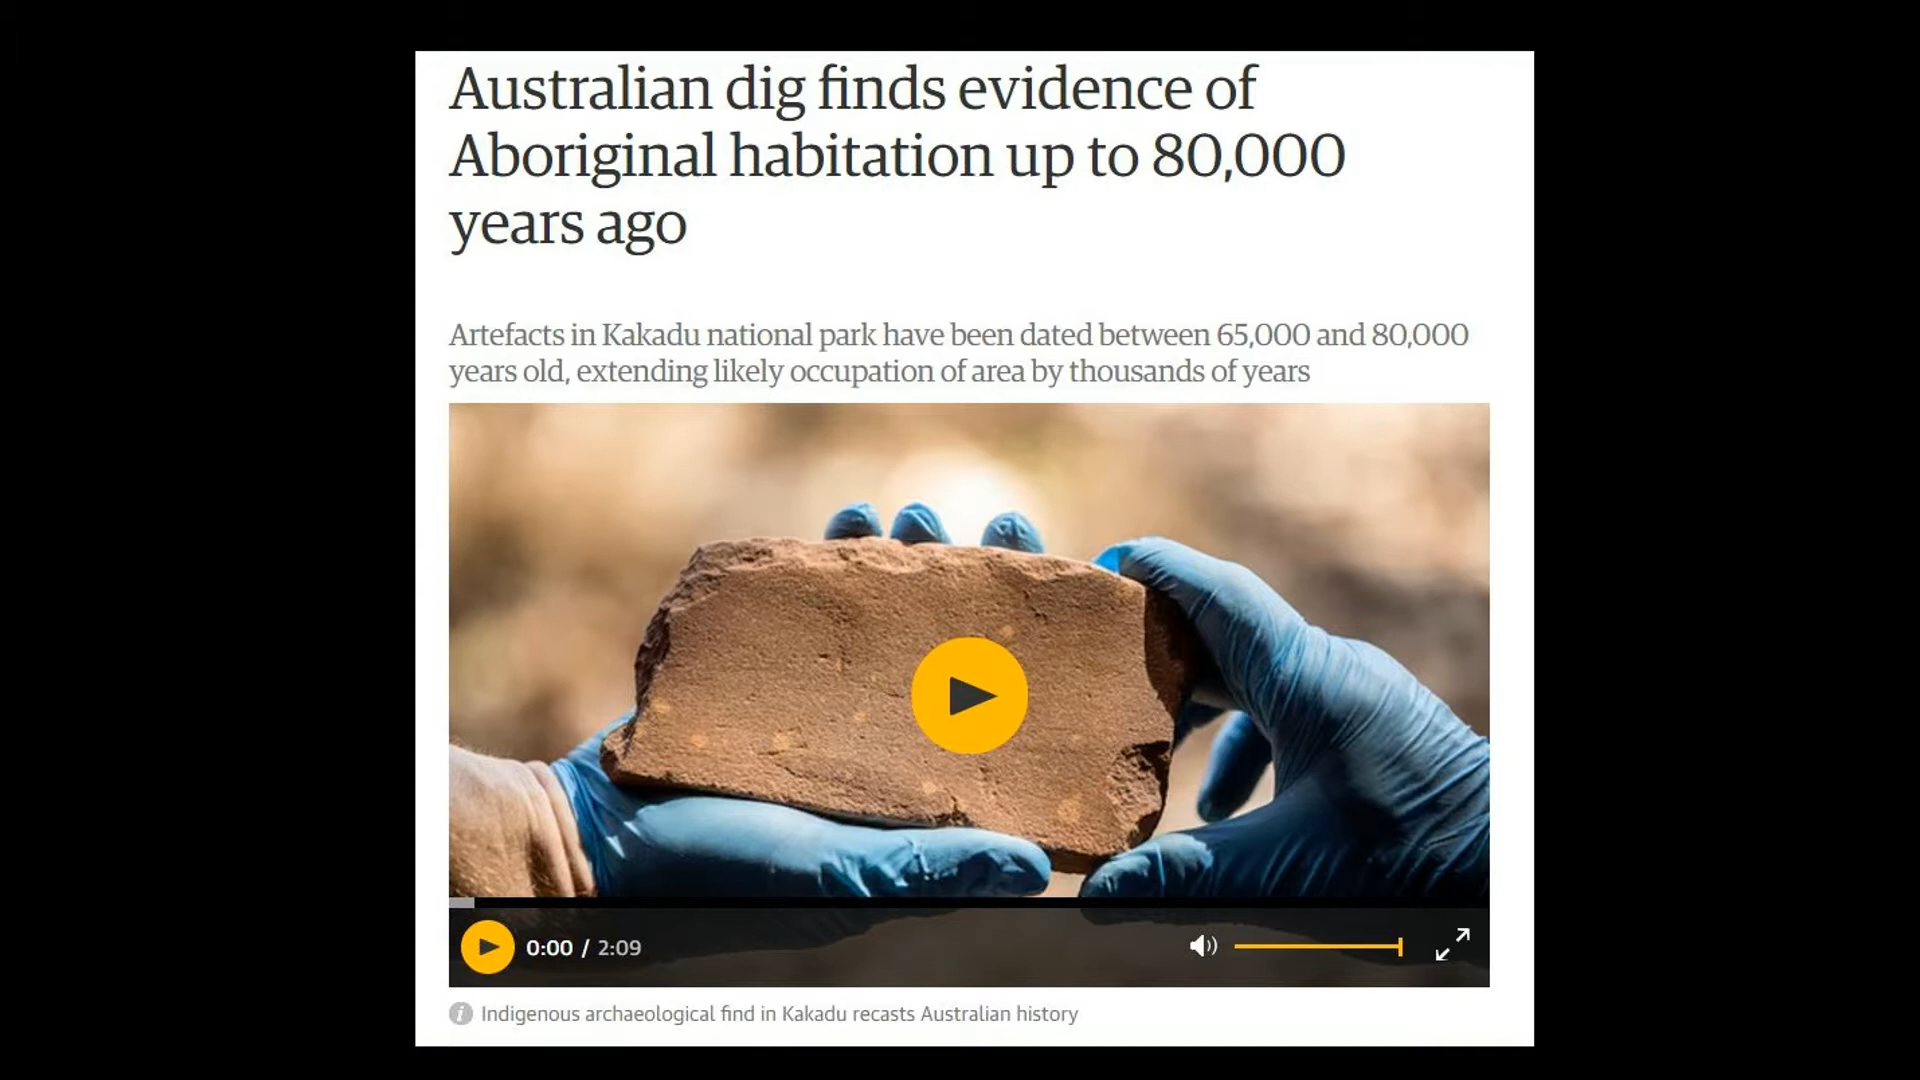 Australian dig finds evidence of
Aboriginal habitation up to 80,000
years ago
Artefacts in Kakadu national park have been dated between 65,000 and 80,000
years old, extending likely occupation of area by thousands of years
0:00 / 2:09
Indigenous archaeological find in Kakadu recasts Australian history